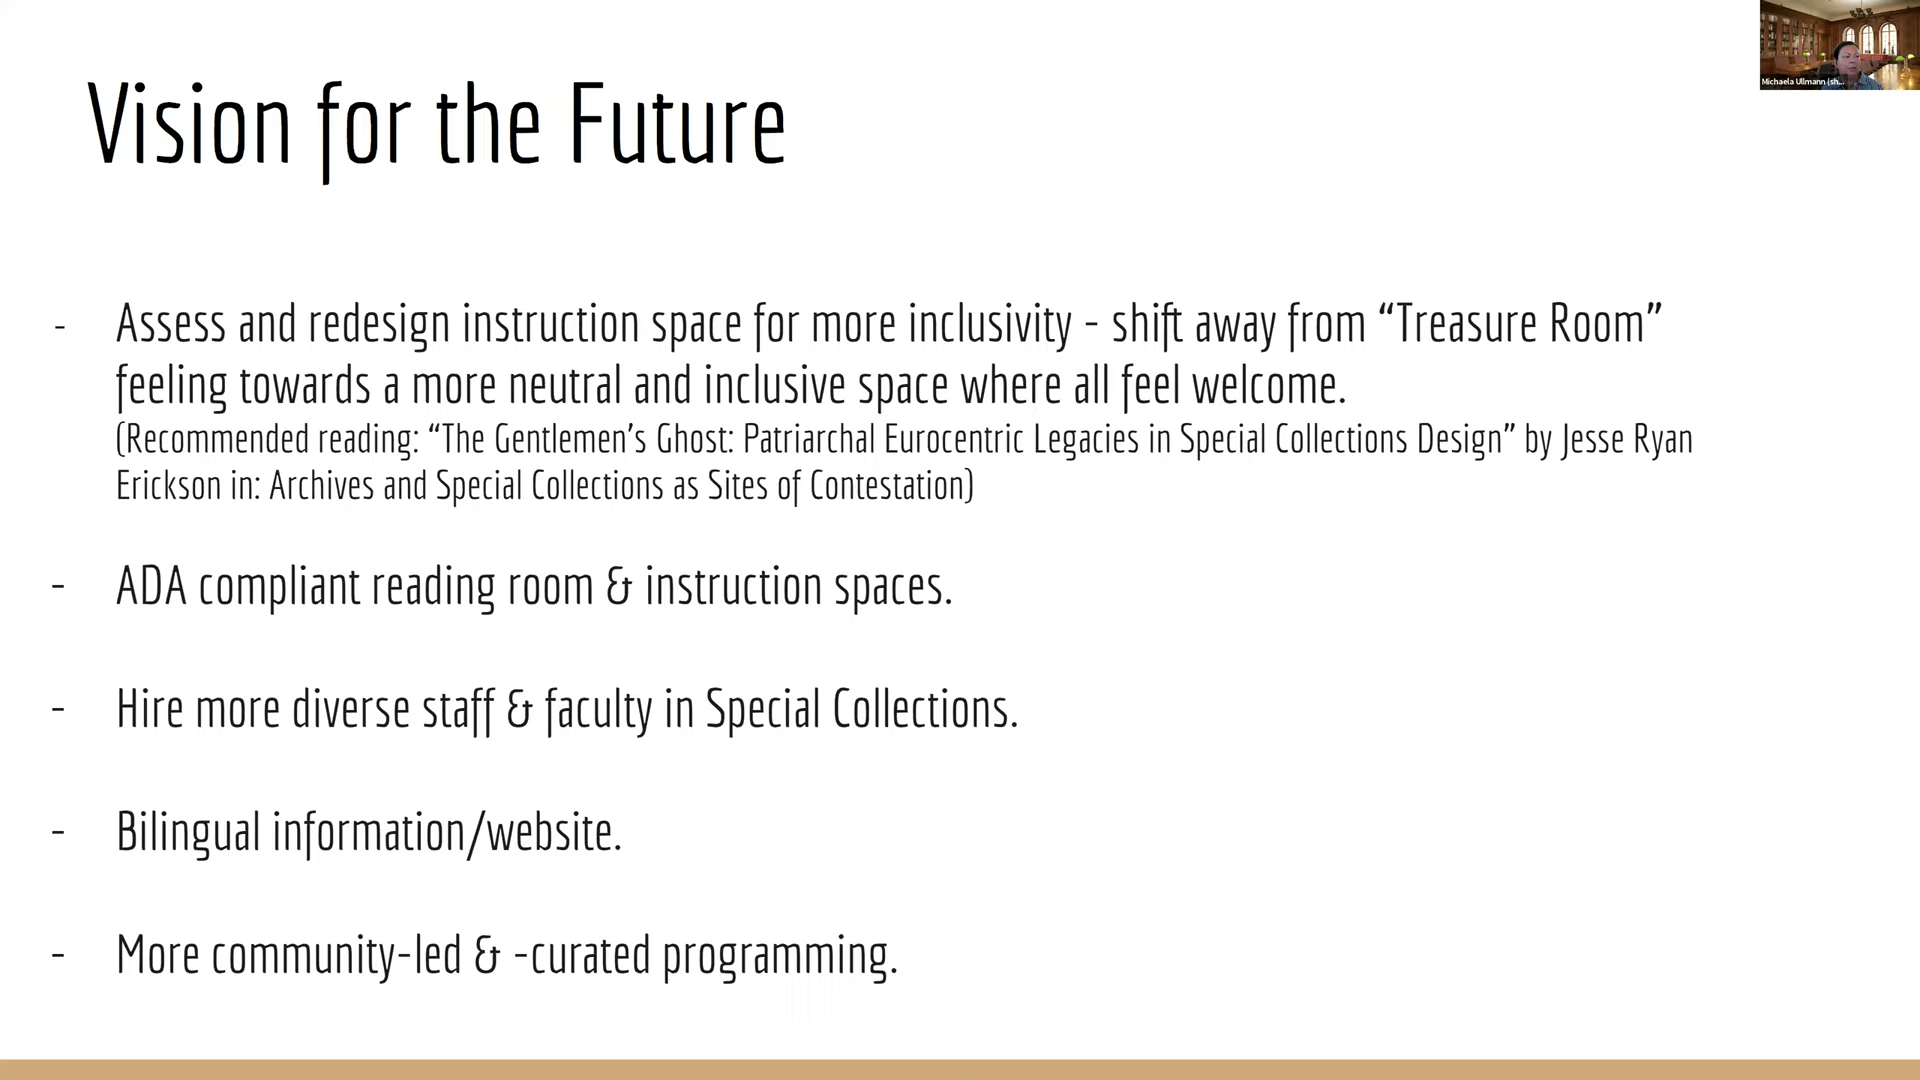 Michaela Ullmann (sh...
Vision for the Future
- Assess and redesign instruction space for more inclusivity - shift away from “Treasure Room”
feeling towards a more neutral and inclusive space where all feel welcome.
(Recommended reading: “The Gentlemen’s Ghost: Patriarchal Eurocentric Legacies in Special Collections Design” by Jesse Ryan
Erickson in: Archives and Special Collections as Sites of Contestation)
- ADA compliant reading room & instruction spaces.
- Hire more diverse staff & faculty in Special Collections.
- Bilingual information/website.
- More community-led & -curated programming.